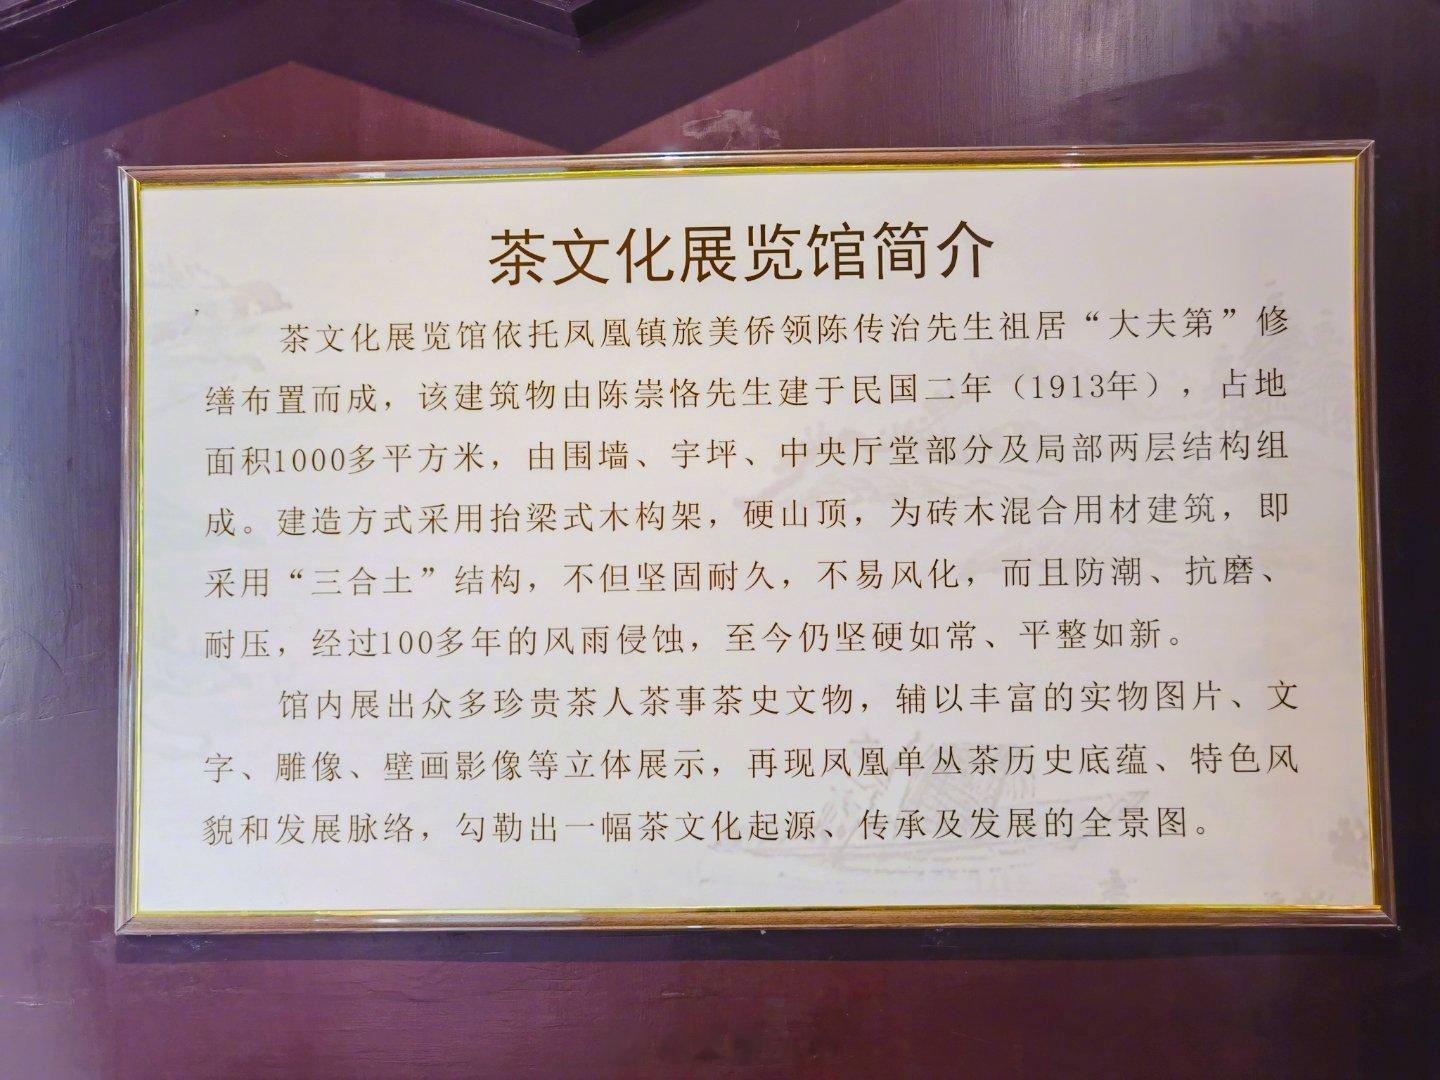 茶文化展览馆简介
茶文化展览馆依托凤凰镇旅美侨领陈传治先生祖居“大夫第”修
缮布置而成，该建筑物由陈崇恪先生建于民国二年（1913年），占地
面积1000多平方米，由围墙、宇坪、中央厅堂部分及局部两层结构组
成。建造方式采用抬梁式木构架，硬山顶，为砖木混合用材建筑，即
采用“三合土”结构，不但坚固耐久，不易风化，而且防潮、抗磨、
耐压，经过100多年的风雨侵蚀，至今仍坚硬如常、平整如新。
馆内展出众多珍贵茶人茶事茶史文物，辅以丰富的实物图片、文
字、雕像、壁画影像等立体展示，再现凤凰单丛茶历史底蕴、特色风
貌和发展脉络，勾勒出一幅茶文化起源、传承及发展的全景图。